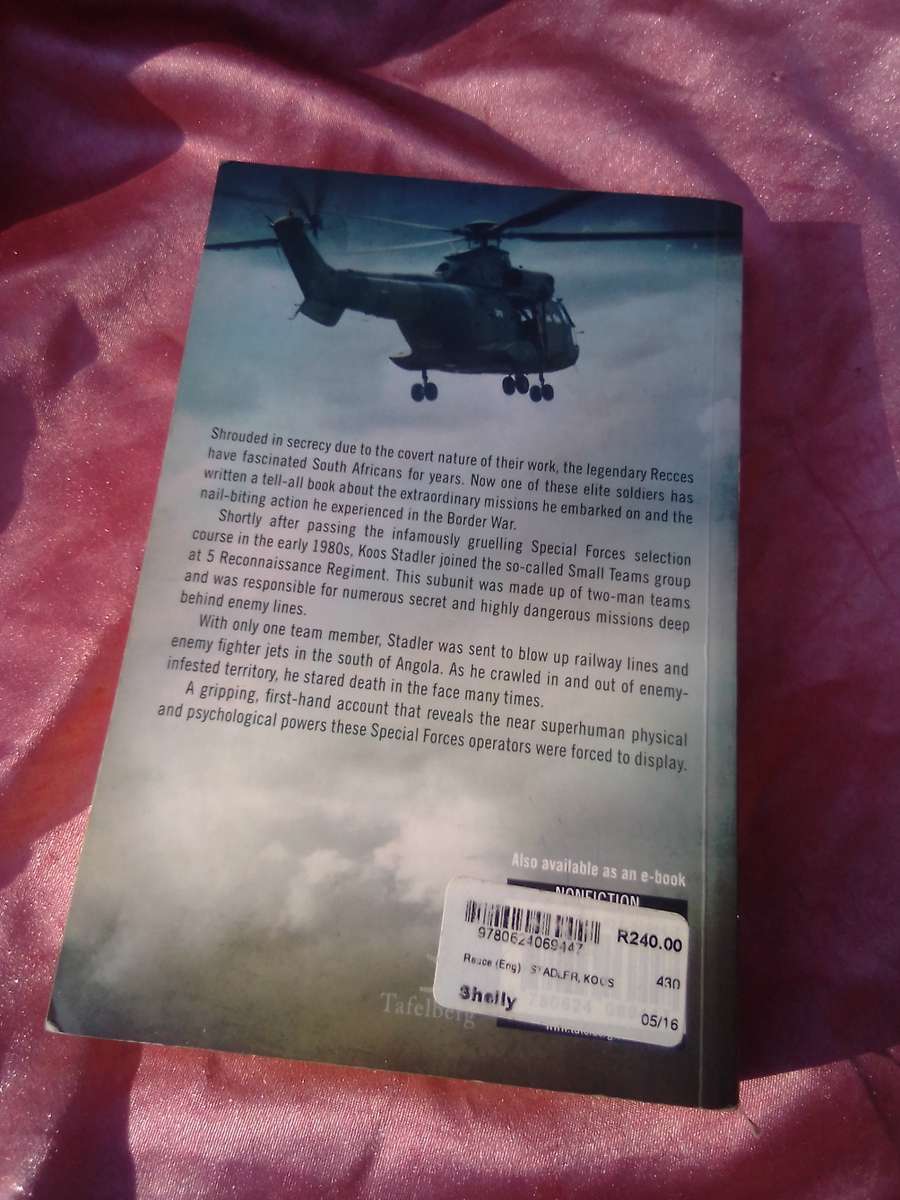 Shrouded in secrecy due to the covert nature of their work, the legendary Recces
have fascinated South Africans for years. Now one of these elite soldiers has
written a tell-all book about the extraordinary missions he embarked on and the
nail-biting action he experienced in the Border War.
Shortly after passing the infamously gruelling Special Forces selection
course in the early 1980s, Koos Stadler joined the so-called Small Teams group
at 5 Reconnaissance Regiment. This subunit was made up of two-man teams
and was responsible for numerous secret and highly dangerous missions deep
behind enemy lines.
With only one team member, Stadler was sent to blow up railway lines and
enemy fighter jets in the south of Angola. As he crawled in and out of enemy-
infested territory, he stared death in the face many times.
A gripping, first-hand account that reveals the near superhuman physical
and psychological powers these Special Forces operators were forced to display.
Also available as an e-book
NONFICTION
9780624069447 R240.00
(Eng) STADLER, KOOS 430
Shelly 05/16
Tafelberg